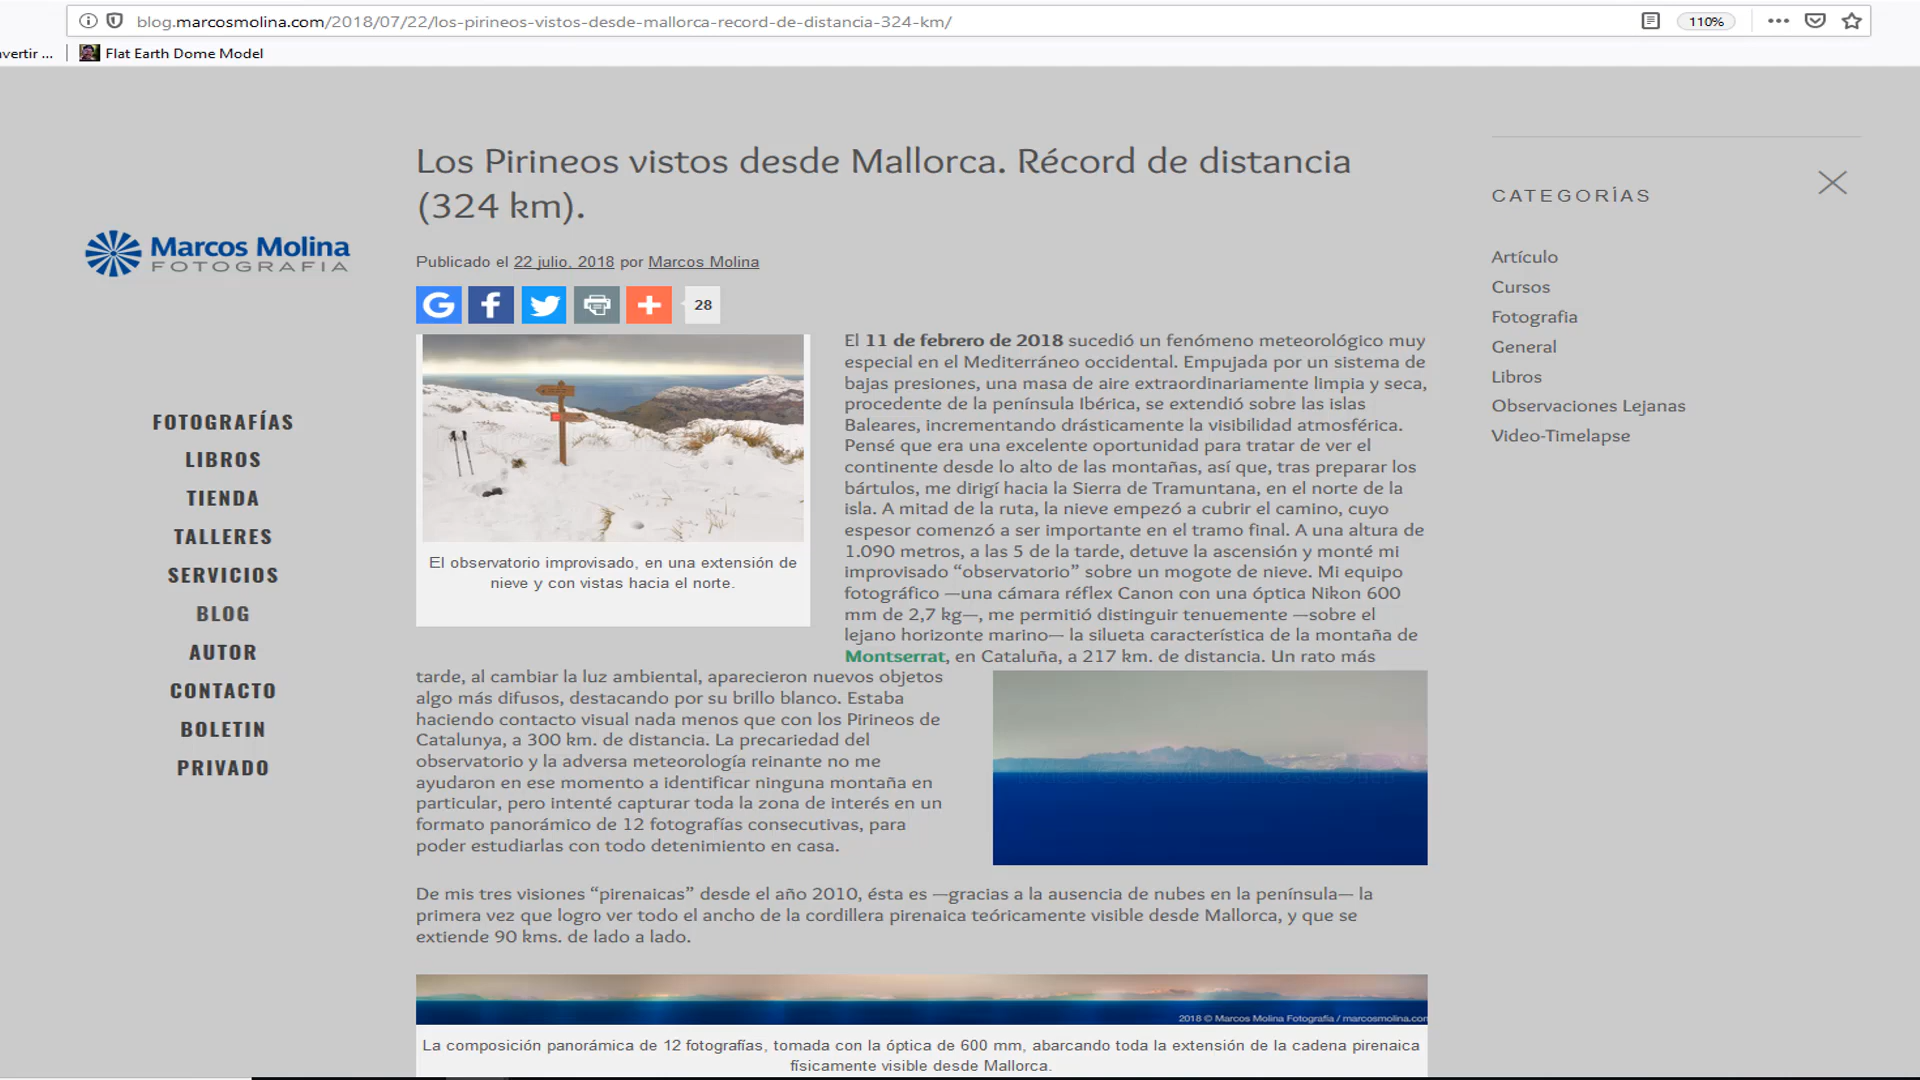 blog.marcosmolina.com/2018/07/22/los-pirineos-vistos-desde-mallorca-record-de-distancia-324-km/
110%
vertir ...
Flat Earth Dome Model
Marcos Molina
FOTOGRAFIA
FOTOGRAFÍAS
LIBROS
TIENDA
TALLERES
SERVICIOS
BLOG
AUTOR
CONTACTO
BOLETIN
PRIVADO
Los Pirineos vistos desde Mallorca. Récord de distancia
(324 km).
Publicado el 22 julio, 2018 por Marcos Molina
28
El observatorio improvisado, en una extensión de
nieve y con vistas hacia el norte.
El 11 de febrero de 2018 sucedió un fenómeno meteorológico muy
especial en el Mediterráneo occidental. Empujada por un sistema de
bajas presiones, una masa de aire extraordinariamente limpia y seca,
procedente de la península Ibérica, se extendió sobre las islas
Baleares, incrementando drásticamente la visibilidad atmosférica.
Pensé que era una excelente oportunidad para tratar de ver el
continente desde lo alto de las montañas, así que, tras preparar los
bártulos, me dirigí hacia la Sierra de Tramuntana, en el norte de la
isla. A mitad de la ruta, la nieve empezó a cubrir el camino, cuyo
espesor comenzó a ser importante en el tramo final. A una altura de
1.090 metros, a las 5 de la tarde, detuve la ascensión y monté mi
improvisado “observatorio” sobre un mogote de nieve. Mi equipo
fotográfico —una cámara réflex Canon con una óptica Nikon 600
mm de 2,7 kg—, me permitió distinguir tenuemente —sobre el
lejano horizonte marino— la silueta característica de la montaña de
Montserrat, en Cataluña, a 217 km. de distancia. Un rato más
tarde, al cambiar la luz ambiental, aparecieron nuevos objetos
algo más difusos, destacando por su brillo blanco. Estaba
haciendo contacto visual nada menos que con los Pirineos de
Catalunya, a 300 km. de distancia. La precariedad del
observatorio y la adversa meteorología reinante no me
ayudaron en ese momento a identificar ninguna montaña en
particular, pero intenté capturar toda la zona de interés en un
formato panorámico de 12 fotografías consecutivas, para
poder estudiarlas con todo detenimiento en casa.
De mis tres visiones “pirenaicas” desde el año 2010, ésta es —gracias a la ausencia de nubes en la península— la
primera vez que logro ver todo el ancho de la cordillera pirenaica teóricamente visible desde Mallorca, y que se
extiende 90 kms. de lado a lado.
2018 © Marcos Molina Fotografía / marcosmolina.com
La composición panorámica de 12 fotografías, tomada con la óptica de 600 mm, abarcando toda la extensión de la cadena pirenaica
físicamente visible desde Mallorca.
CATEGORÍAS
Artículo
Cursos
Fotografia
General
Libros
Observaciones Lejanas
Video-Timelapse